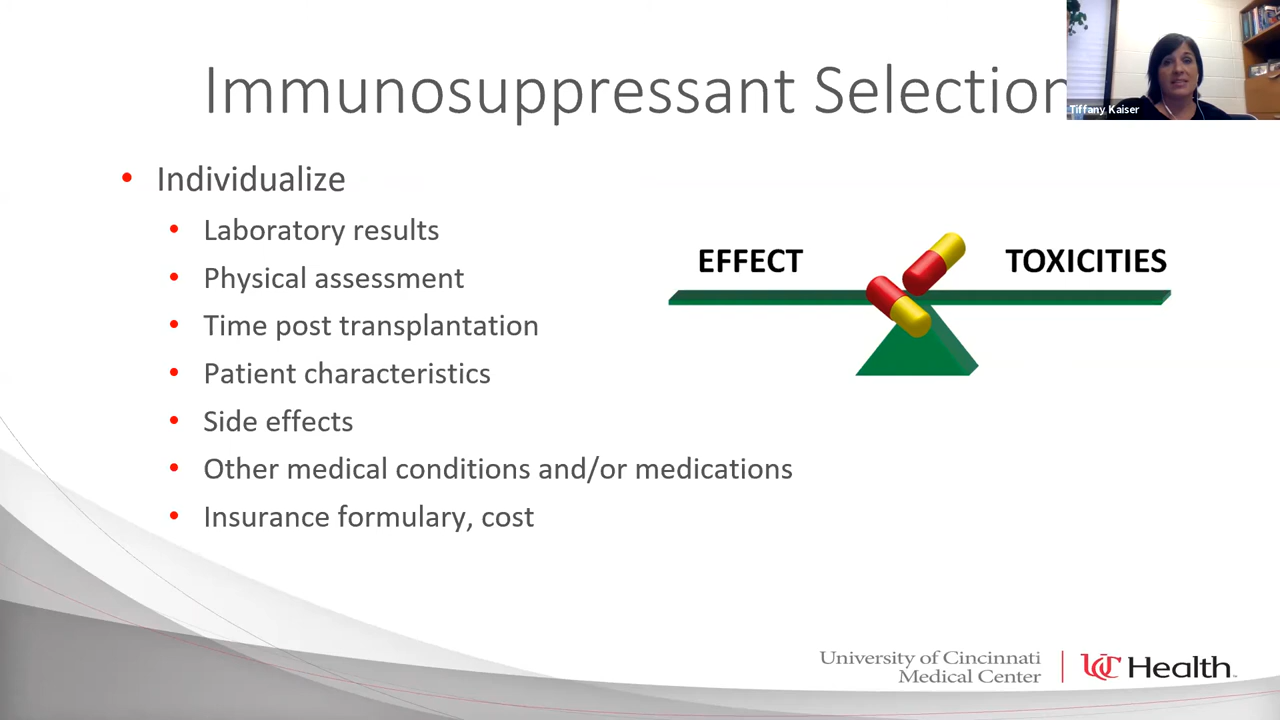 Immunosuppressant Selection
Tiffany Kaiser
• Individualize
• Laboratory results
• Physical assessment
• Time post transplantation
• Patient characteristics
• Side effects
• Other medical conditions and/or medications
• Insurance formulary, cost
EFFECT
TOXICITIES
University of Cincinnati
Medical Center
UC Health™